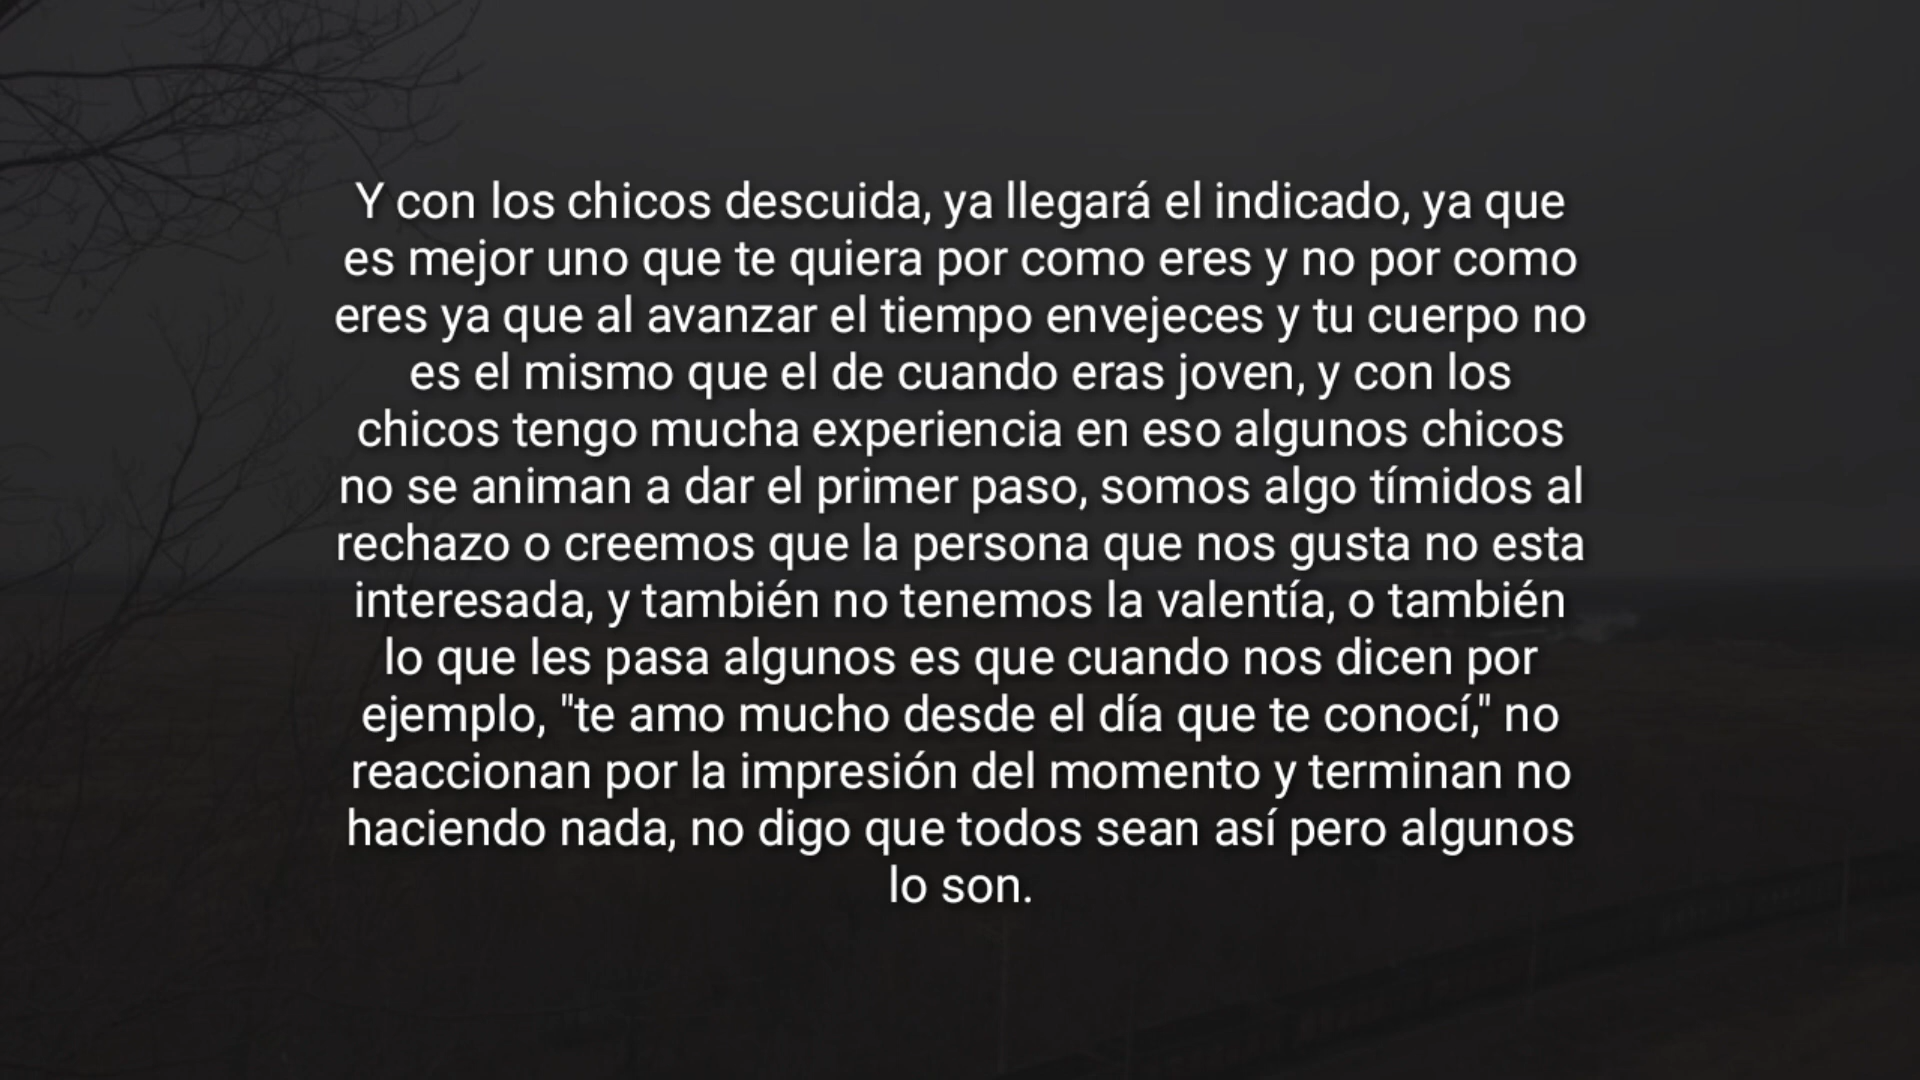 Y con los chicos descuida, ya llegará el indicado, ya que
es mejor uno que te quiera por como eres y no por como
eres ya que al avanzar el tiempo envejeces y tu cuerpo no
es el mismo que el de cuando eras joven, y con los
chicos tengo mucha experiencia en eso algunos chicos
no se animan a dar el primer paso, somos algo tímidos al
rechazo o creemos que la persona que nos gusta no esta
interesada, y también no tenemos la valentía, o también
lo que les pasa algunos es que cuando nos dicen por
ejemplo, "te amo mucho desde el día que te conocí," no
reaccionan por la impresión del momento y terminan no
haciendo nada, no digo que todos sean así pero algunos
lo son.